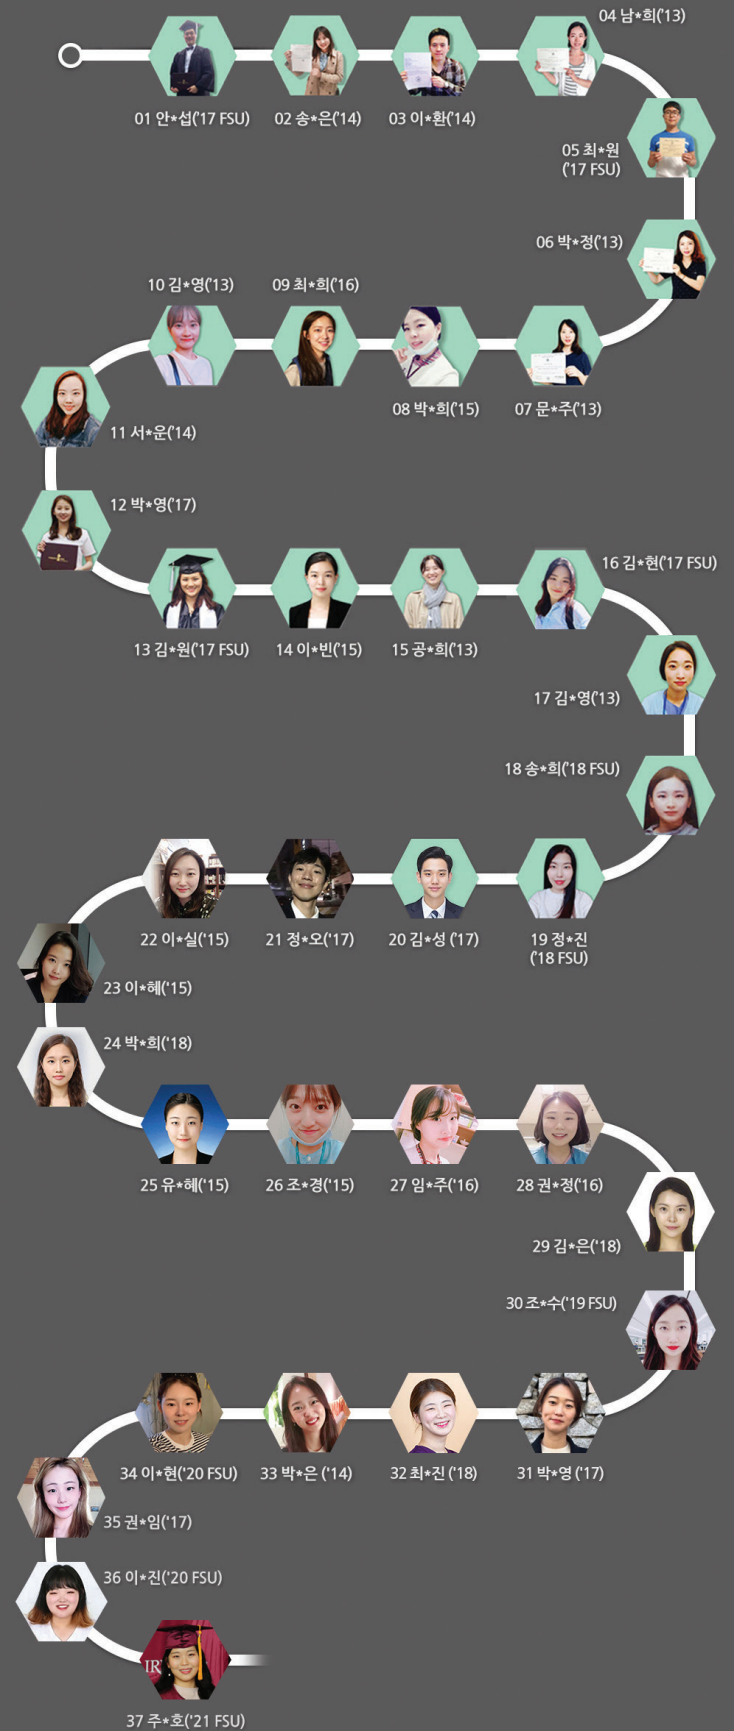 01 안*섭('17 FSU)
02 송*은('14)
03 이*환('14)
04 남*희('13)
05 최*원
('17 FSU)
06 박*정('13)
07 문*주('13)
08 박*희('15)
09 최*희('16)
10 김*영('13)
11 서*운('14)
12 박*영('17)
13 김*원('17 FSU)
14 이*빈('15)
15 공*희('13)
16 김*현('17 FSU)
17 김*영('13)
18 송*희('18 FSU)
19 정*진
('18 FSU)
20 김*성 ('17)
21 정*오('17)
22 이*실('15)
23 이*혜('15)
24 박*희('18)
25 유*혜('15)
26 조*경('15)
27 임*주('16)
28 권*정('16)
29 김*은('18)
30 조*수('19 FSU)
31 박*영 ('17)
32 최*진 ('18)
33 박*은 ('14)
34 이*현('20 FSU)
35 권*임('17)
36 이*진('20 FSU)
37 주*호('21 FSU)